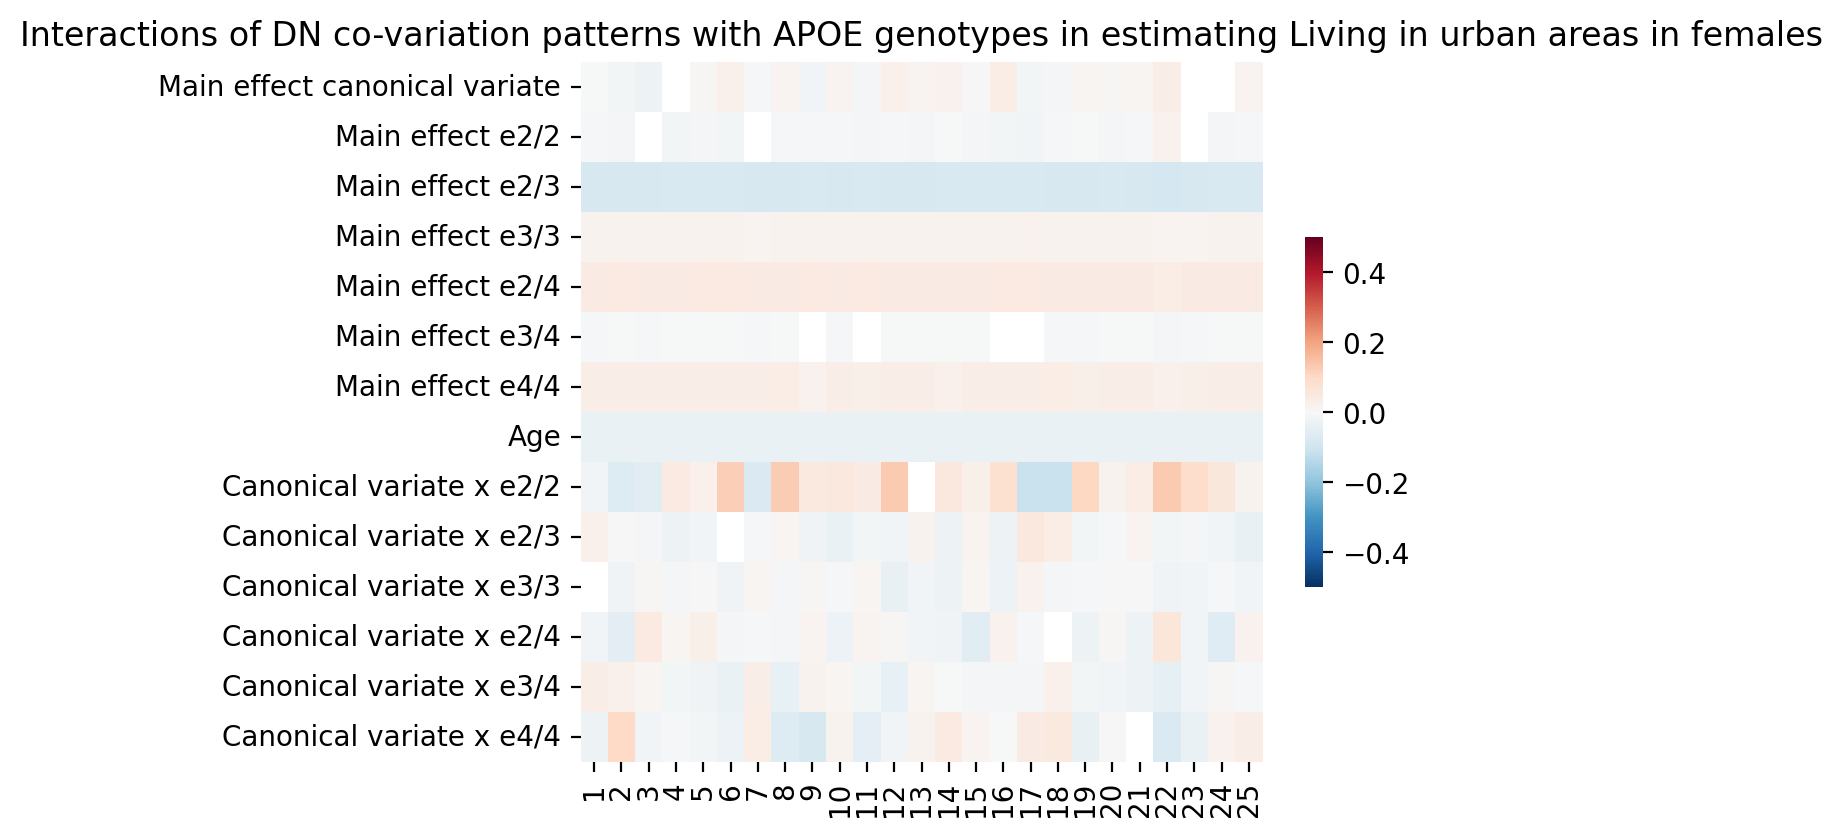 Interactions of DN co-variation patterns with APOE genotypes in estimating Living in urban areas in females
Main effect canonical variate
Main effect e2/2
Main effect e2/3
Main effect e3/3
Main effect e2/4
Main effect e3/4
Main effect e4/4
Age
Canonical variate x e2/2
Canonical variate x e2/3
Canonical variate x e3/3
Canonical variate x e2/4
Canonical variate x e3/4
Canonical variate x e4/4
1 2 3 4 5 6 7 8 9 10 11 12 13 14 15 16 17 18 19 20 21 22 23 24 25
0.4
0.2
0.0
−0.2
−0.4